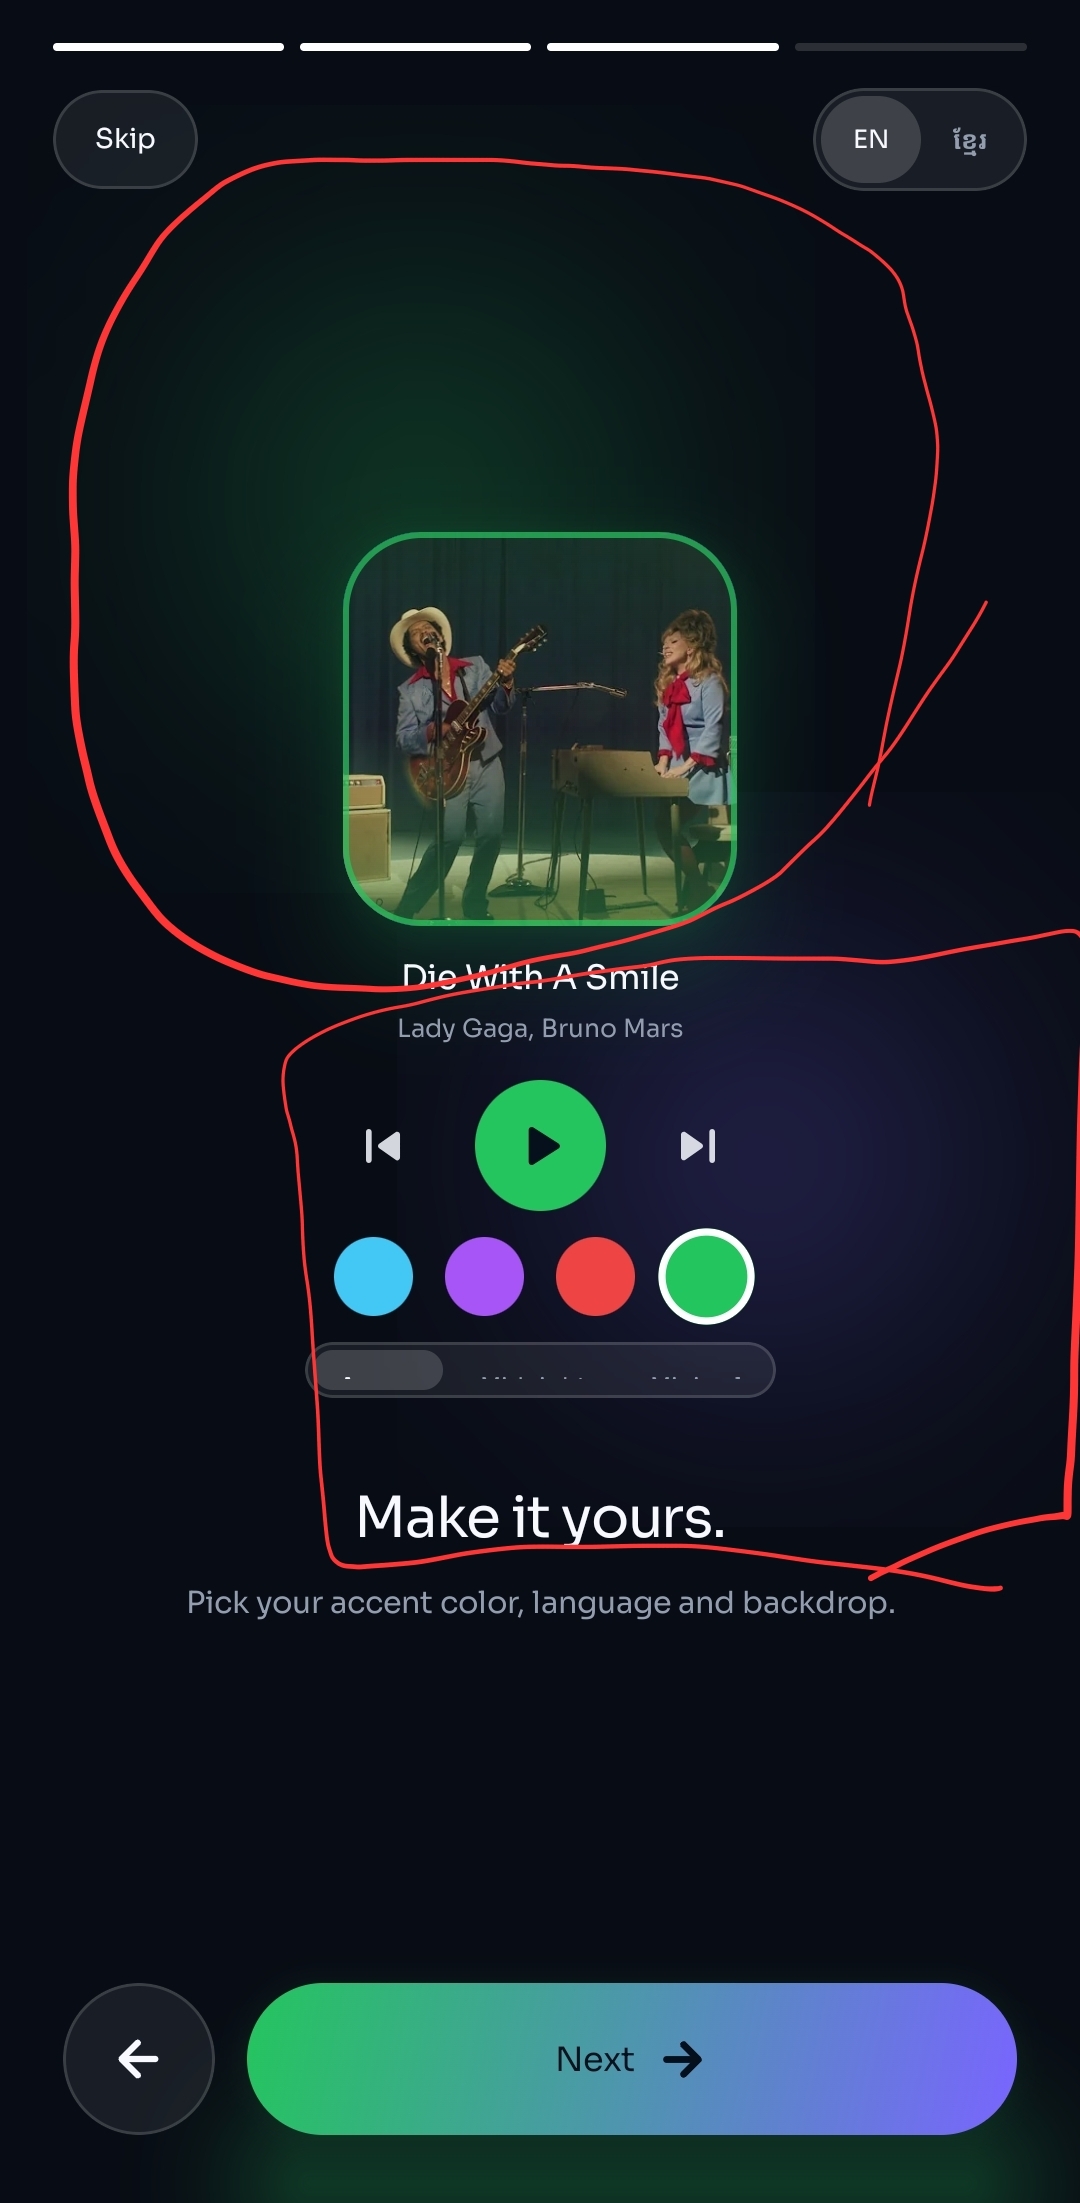 Skip
EN ខ្មែរ
Die With A Smile
Lady Gaga, Bruno Mars
Make it yours.
Pick your accent color, language and backdrop.
Next